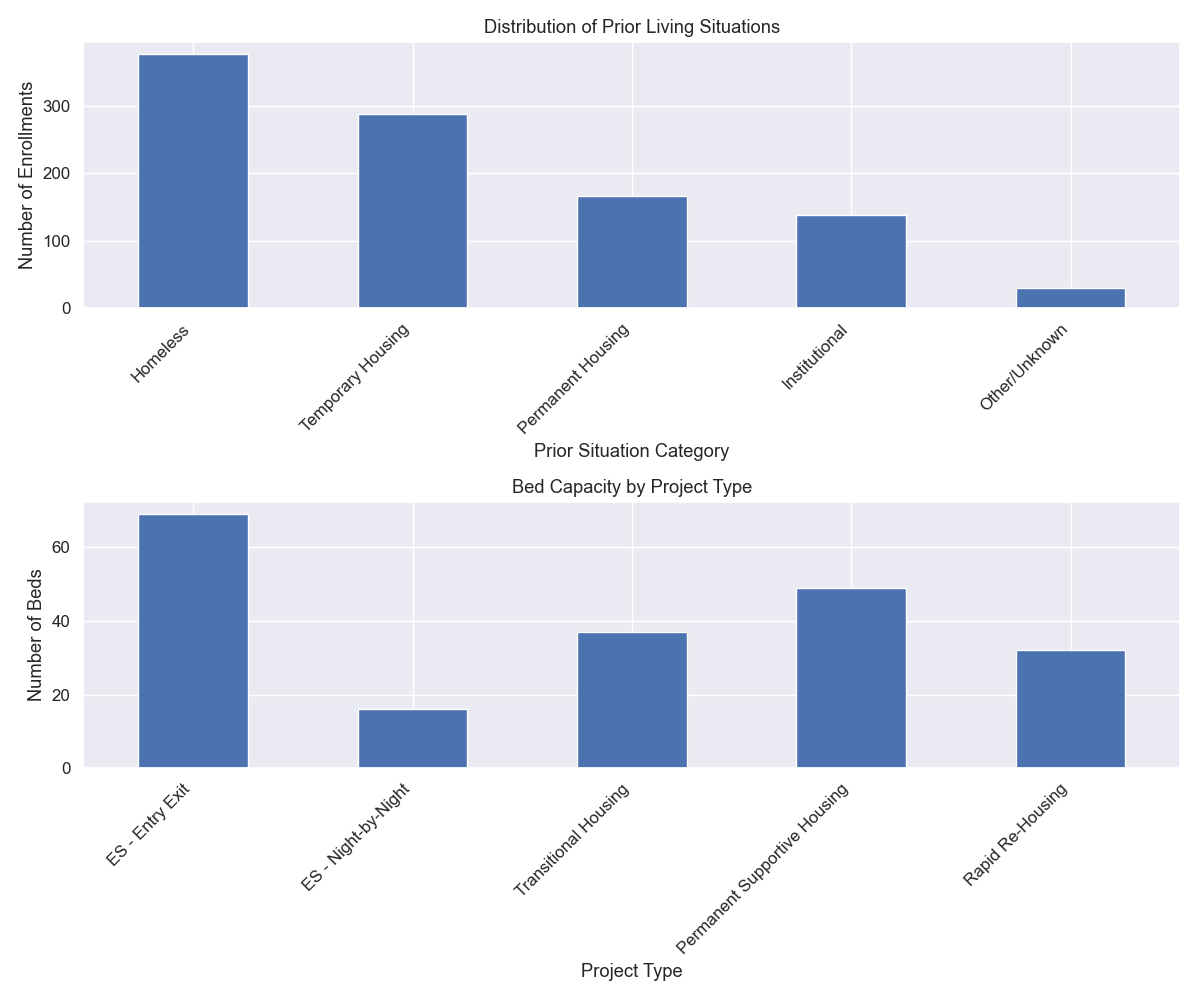 Distribution of Prior Living Situations
Number of Enrollments
300
200
100
0
Homeless
Temporary Housing
Permanent Housing
Institutional
Other/Unknown
Prior Situation Category
Bed Capacity by Project Type
Number of Beds
60
40
20
0
ES - Entry Exit
ES - Night-by-Night
Transitional Housing
Permanent Supportive Housing
Rapid Re-Housing
Project Type